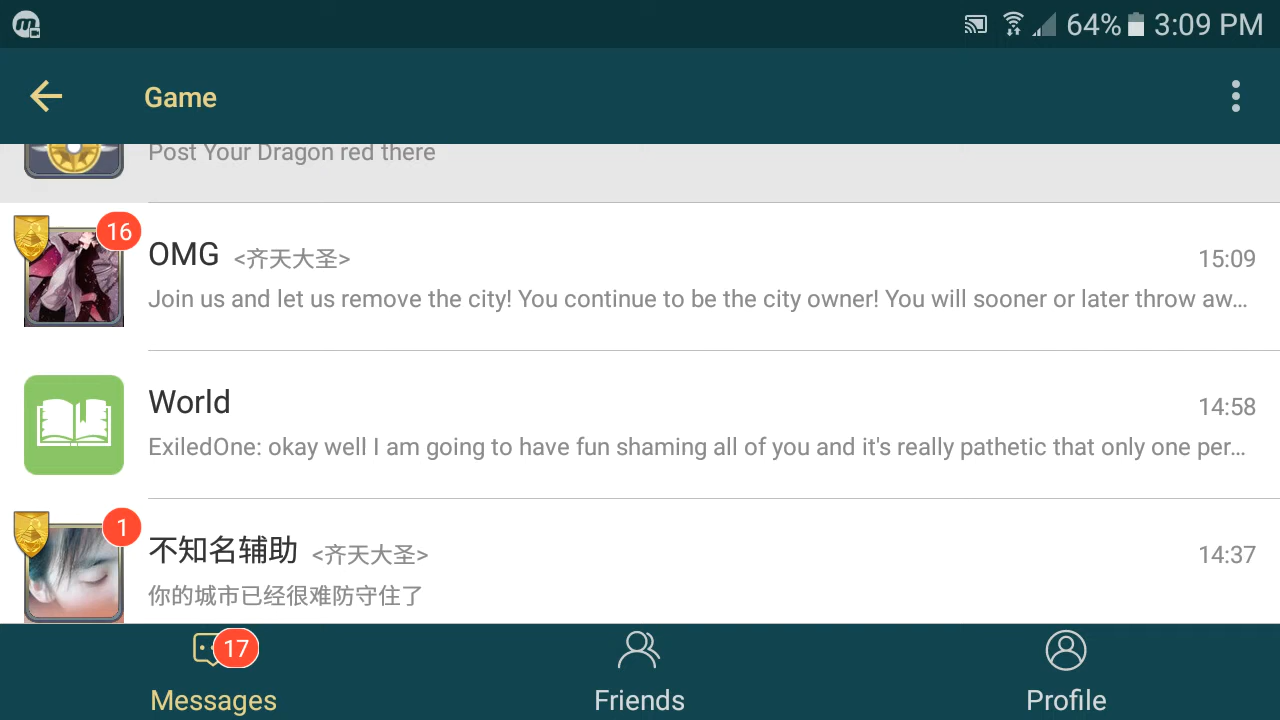 64% 3:09 PM
Game
Post Your Dragon red there
16
OMG <齐天大圣> 15:09
Join us and let us remove the city! You continue to be the city owner! You will sooner or later throw aw...
World 14:58
ExiledOne: okay well I am going to have fun shaming all of you and it's really pathetic that only one per...
1
不知名辅助 <齐天大圣> 14:37
你的城市已经很难防守住了
17
Messages Friends Profile